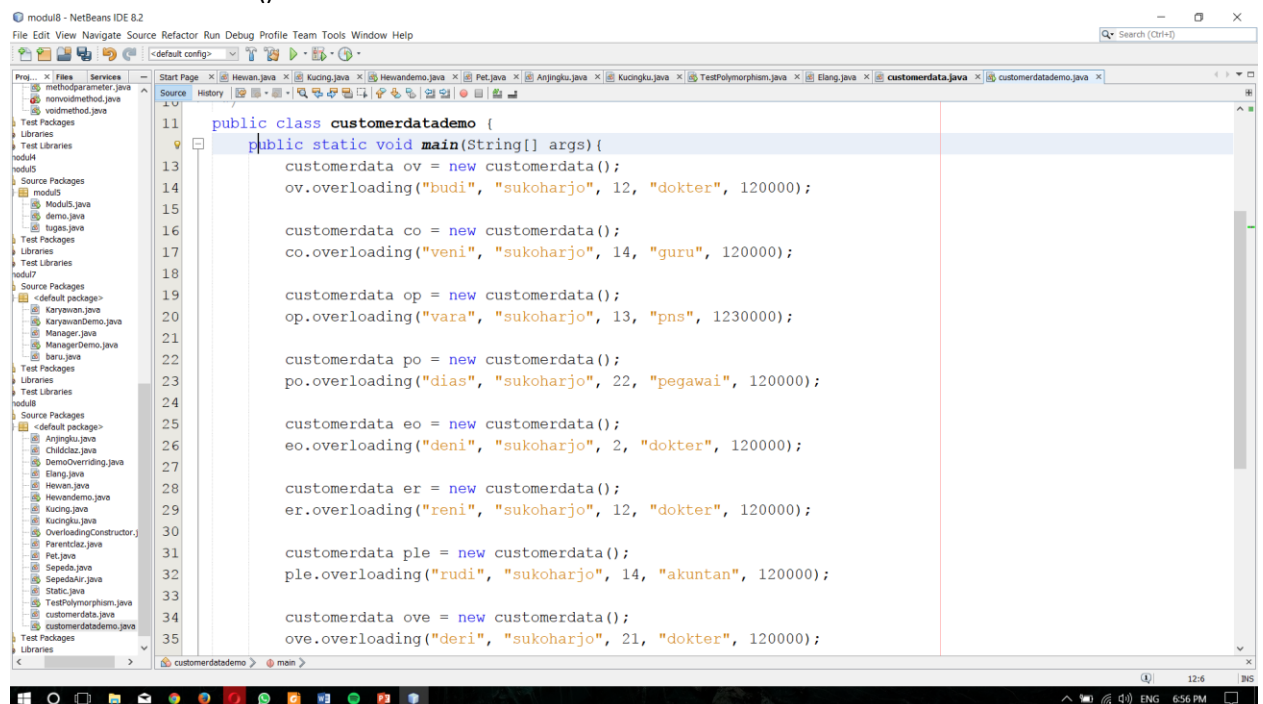 modul8 - NetBeans IDE 8.2
File Edit View Navigate Source Refactor Run Debug Profile Team Tools Window Help
Search (Ctrl+I)
<default config>
Proj... × Files Services
Start Page × Hewan.java × Kucing.java × Hewandemo.java × Pet.java × Anjingku.java × Kucingku.java × TestPolymorphism.java × Elang.java × customerdata.java × customerdatademo.java ×
Source History
methodparameter.java
nonvoidmethod.java
voidmethod.java
Test Packages
Libraries
Test Libraries
Source Packages
modul5
Modul5.java
demo.java
tugas.java
Test Packages
Libraries
Test Libraries
Source Packages
<default package>
Karyawan.java
KaryawanDemo.java
Manager.java
ManagerDemo.java
baru.java
Test Packages
Libraries
Test Libraries
Source Packages
<default package>
Anjingku.java
Childclaz.java
DemoOverriding.java
Elang.java
Hewan.java
Hewandemo.java
Kucing.java
Kucingku.java
OverloadingConstructor.j
Parentclaz.java
Pet.java
Sepeda.java
SepedaAir.java
Static.java
TestPolymorphism.java
customerdata.java
customerdatademo.java
Test Packages
Libraries
11 public class customerdatademo {
public static void main(String[] args){
13 customerdata ov = new customerdata();
14 ov.overloading("budi", "sukoharjo", 12, "dokter", 120000);
15
16 customerdata co = new customerdata();
17 co.overloading("veni", "sukoharjo", 14, "guru", 120000);
18
19 customerdata op = new customerdata();
20 op.overloading("vara", "sukoharjo", 13, "pns", 1230000);
21
22 customerdata po = new customerdata();
23 po.overloading("dias", "sukoharjo", 22, "pegawai", 120000);
24
25 customerdata eo = new customerdata();
26 eo.overloading("deni", "sukoharjo", 2, "dokter", 120000);
27
28 customerdata er = new customerdata();
29 er.overloading("reni", "sukoharjo", 12, "dokter", 120000);
30
31 customerdata ple = new customerdata();
32 ple.overloading("rudi", "sukoharjo", 14, "akuntan", 120000);
33
34 customerdata ove = new customerdata();
35 ove.overloading("deri", "sukoharjo", 21, "dokter", 120000);
customerdatademo > main >
12:6 INS
ENG 6:56 PM